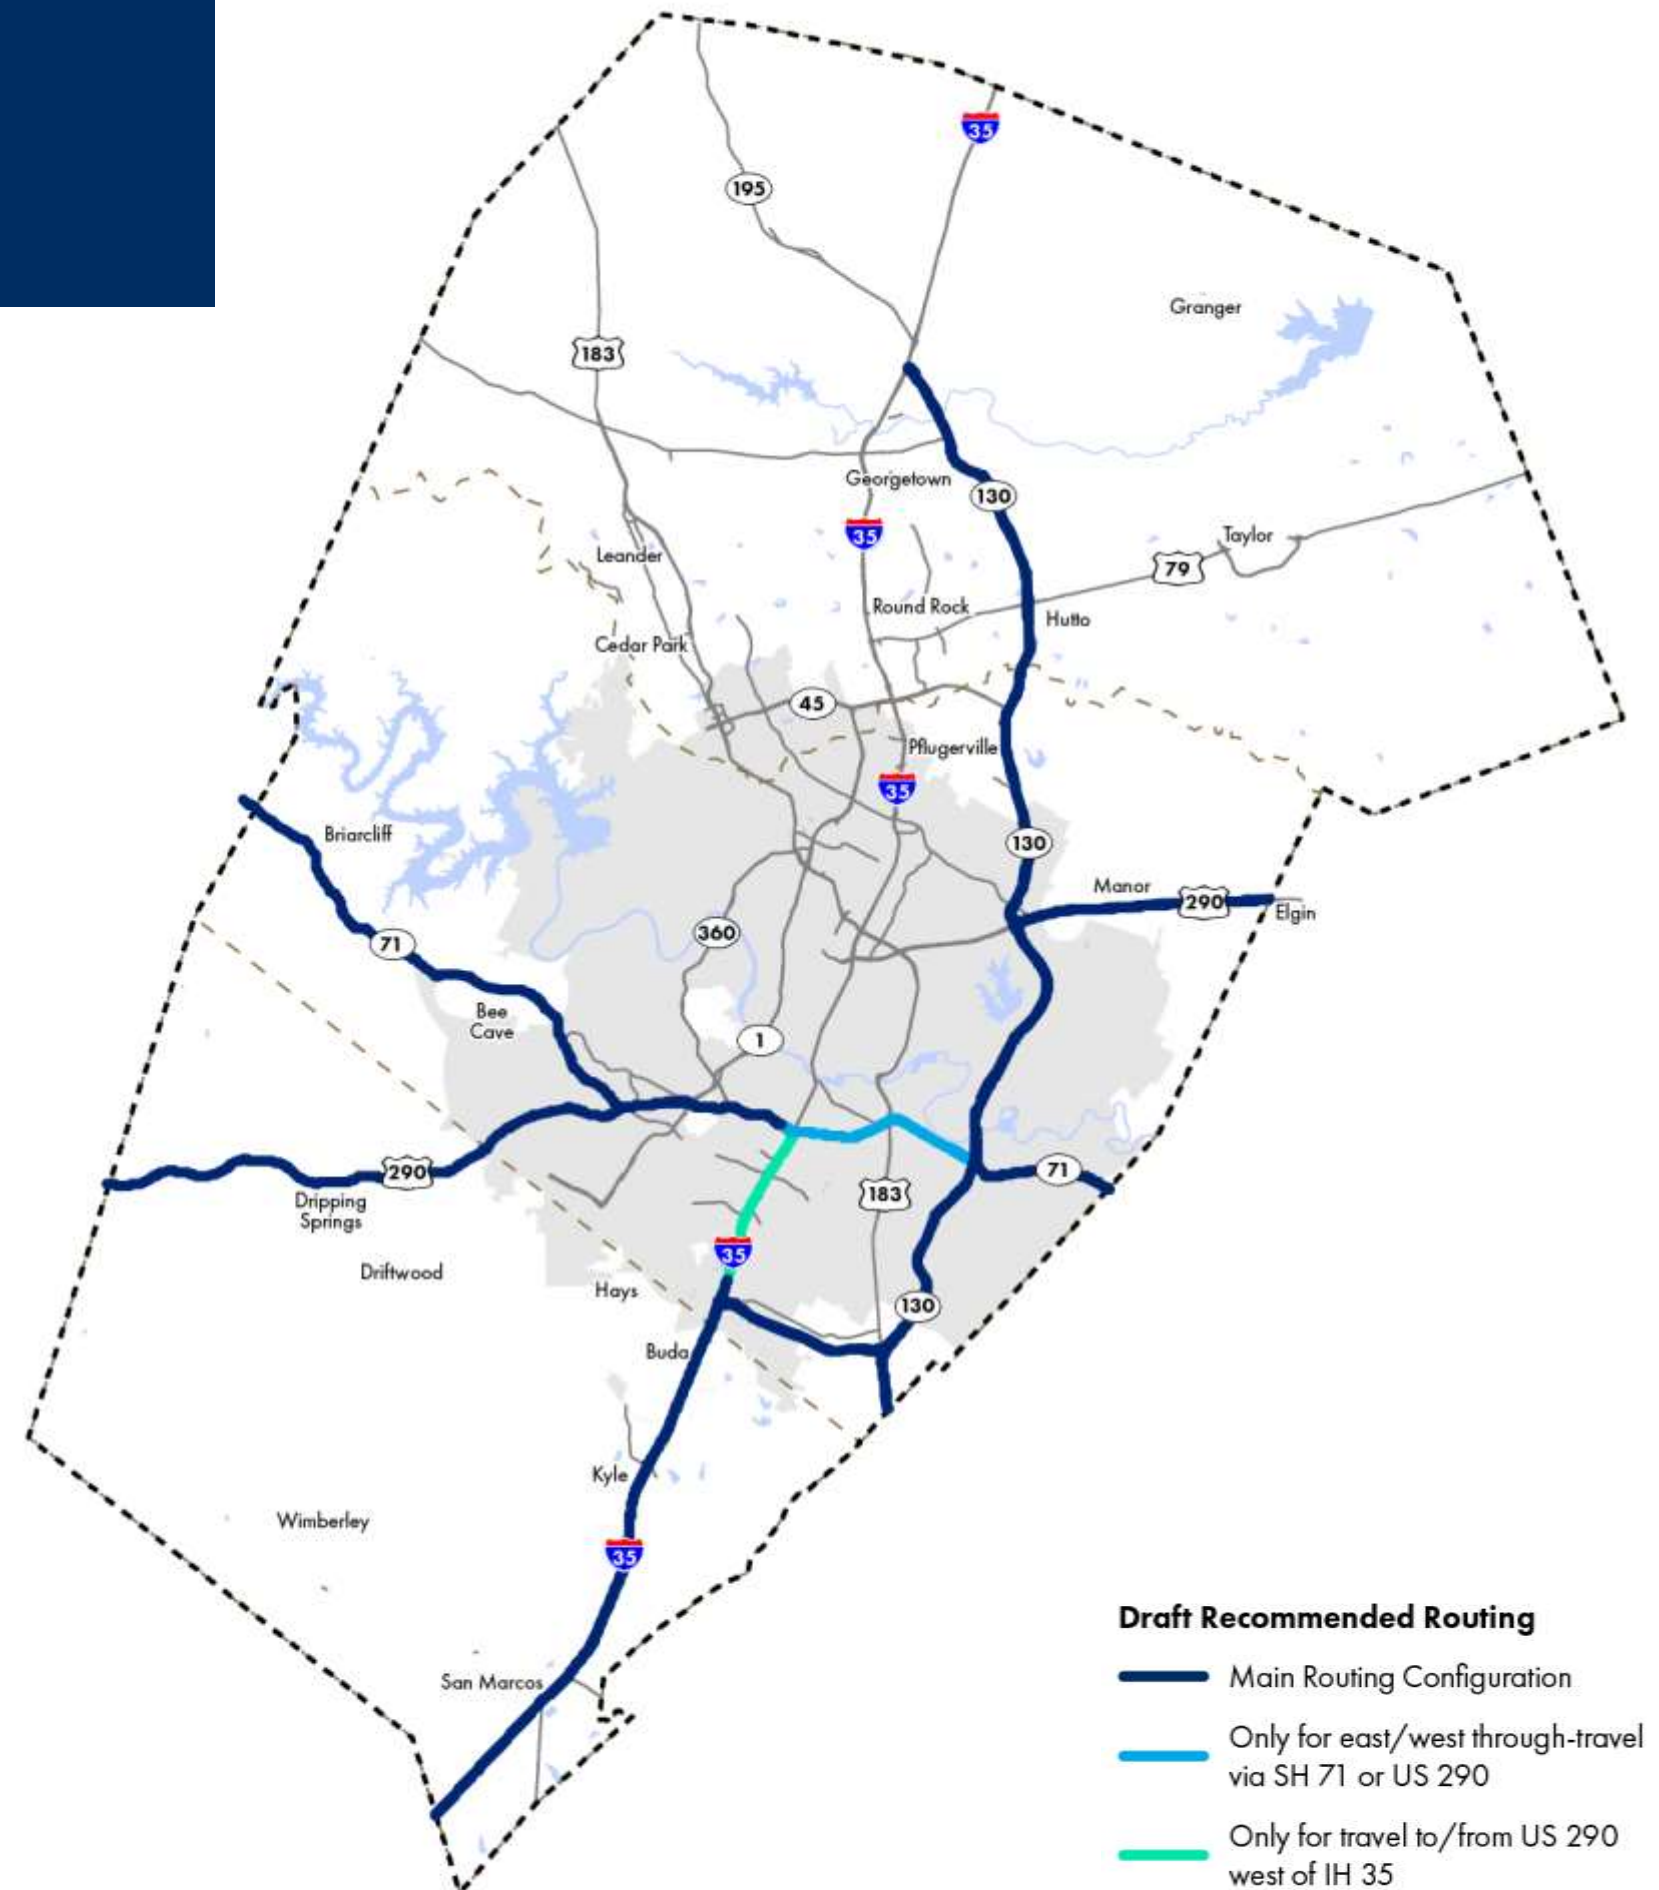 35
195
Granger
183
Georgetown
130
35
Taylor
79
Leander
Round Rock
Hutto
Cedar Park
45
Pflugerville
35
Briarcliff
130
Manor
290
Elgin
360
71
Bee
Cave
1
290
71
183
Dripping
Springs
35
Driftwood
Hays
130
Buda
Kyle
Wimberley
35
San Marcos
Draft Recommended Routing
Main Routing Configuration
Only for east/west through-travel
via SH 71 or US 290
Only for travel to/from US 290
west of IH 35